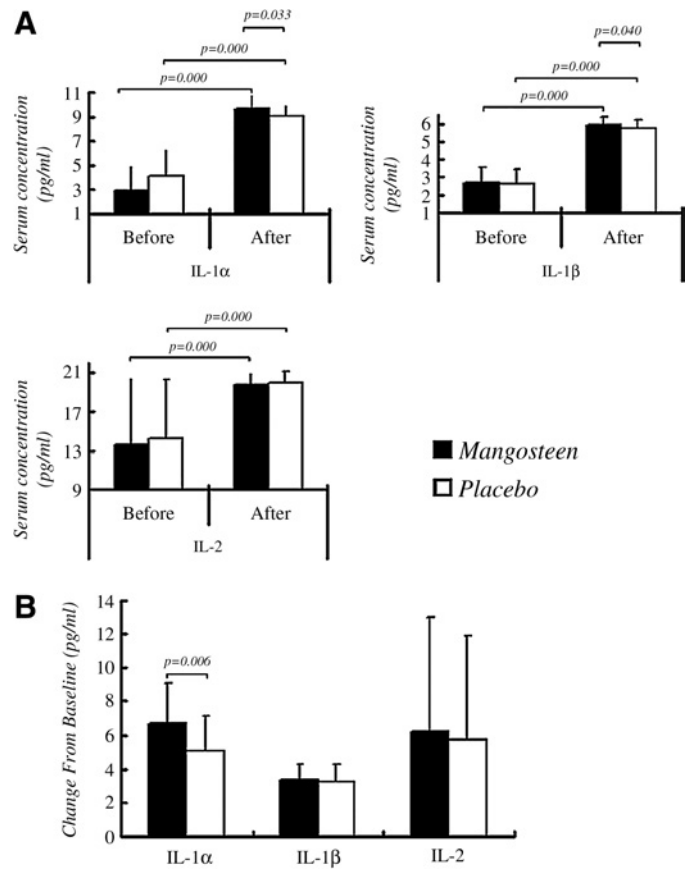 A
p=0.033
p=0.000
p=0.000
Serum concentration
(pg/ml)
11
9
7
5
3
1
Before
After
IL-1α
p=0.040
p=0.000
p=0.000
Serum concentration
(pg/ml)
6
5
4
3
2
1
Before
After
IL-1β
p=0.000
p=0.000
Serum concentration
(pg/ml)
21
17
13
9
Before
After
IL-2
Mangosteen
Placebo
B
Change From Baseline (pg/ml)
14
12
10
8
6
4
2
0
p=0.006
IL-1α
IL-1β
IL-2